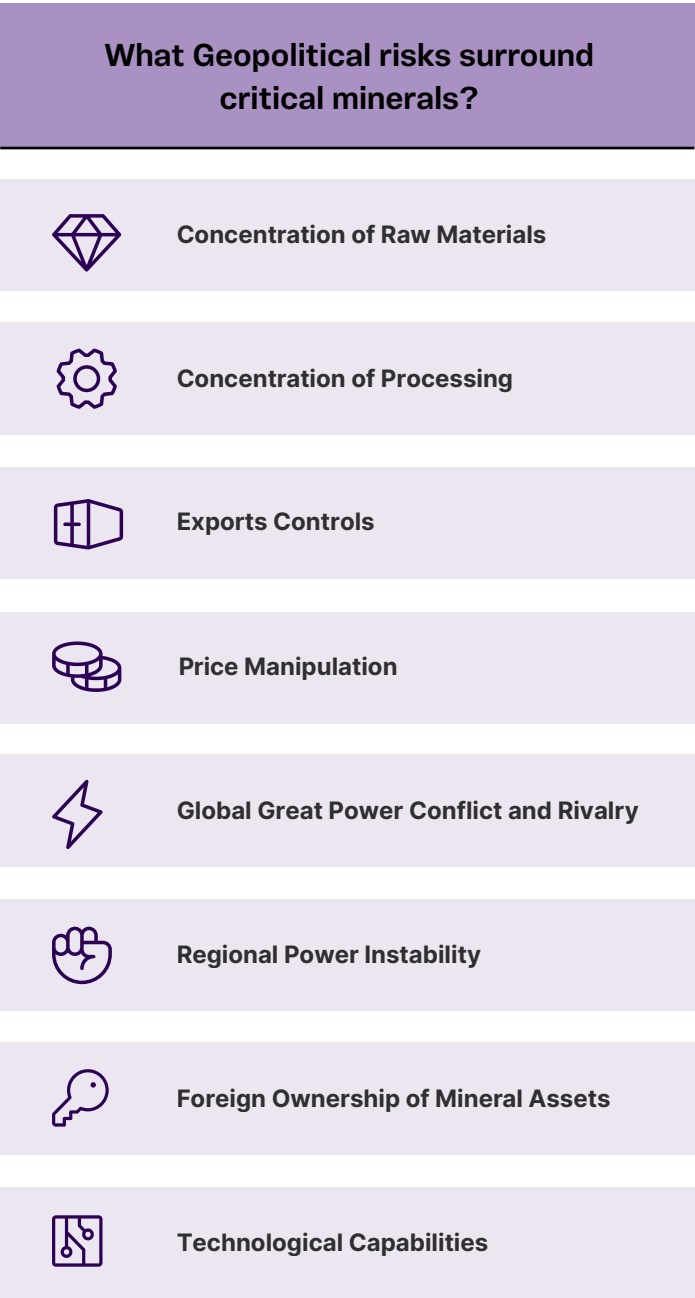 What Geopolitical risks surround
critical minerals?
Concentration of Raw Materials
Concentration of Processing
Exports Controls
Price Manipulation
Global Great Power Conflict and Rivalry
Regional Power Instability
Foreign Ownership of Mineral Assets
Technological Capabilities